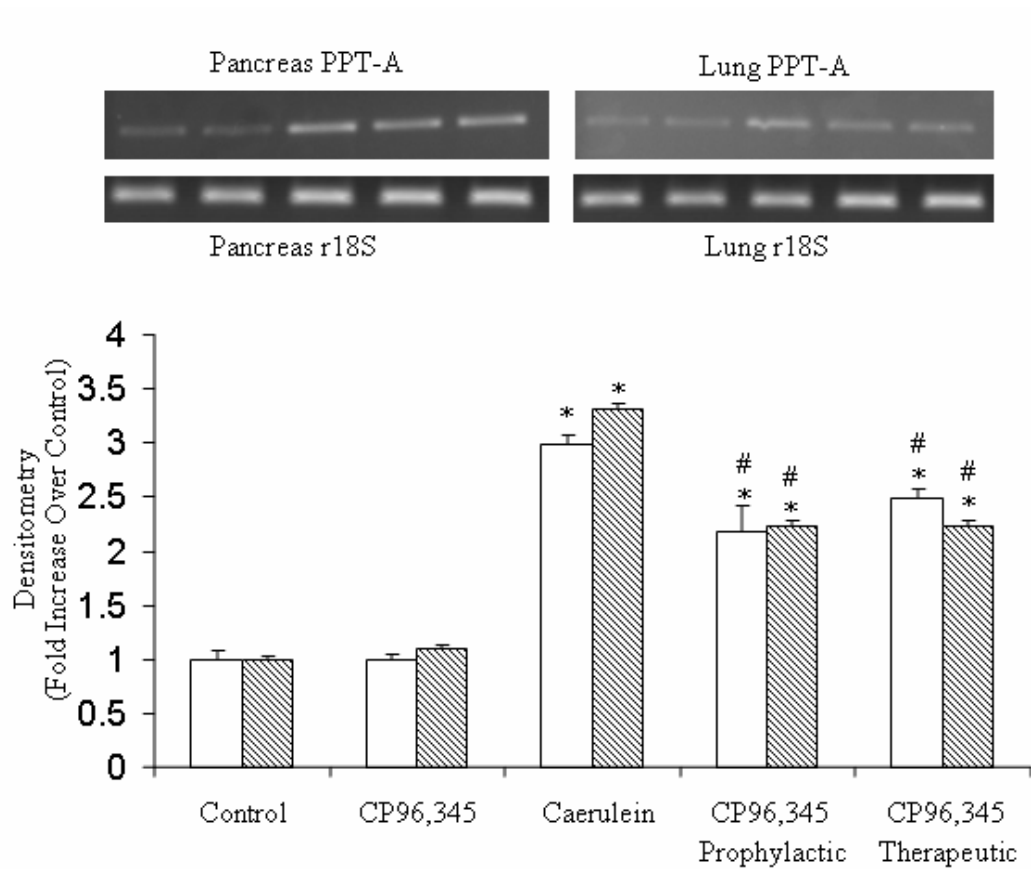 Pancreas PPT-A
Lung PPT-A
Pancreas r18S
Lung r18S
Densitometry
(Fold Increase Over Control)
4
3.5
3
2.5
2
1.5
1
0.5
0
* *
# * # *
# * # *
Control
CP96,345
Caerulein
CP96,345
Prophylactic
CP96,345
Therapeutic